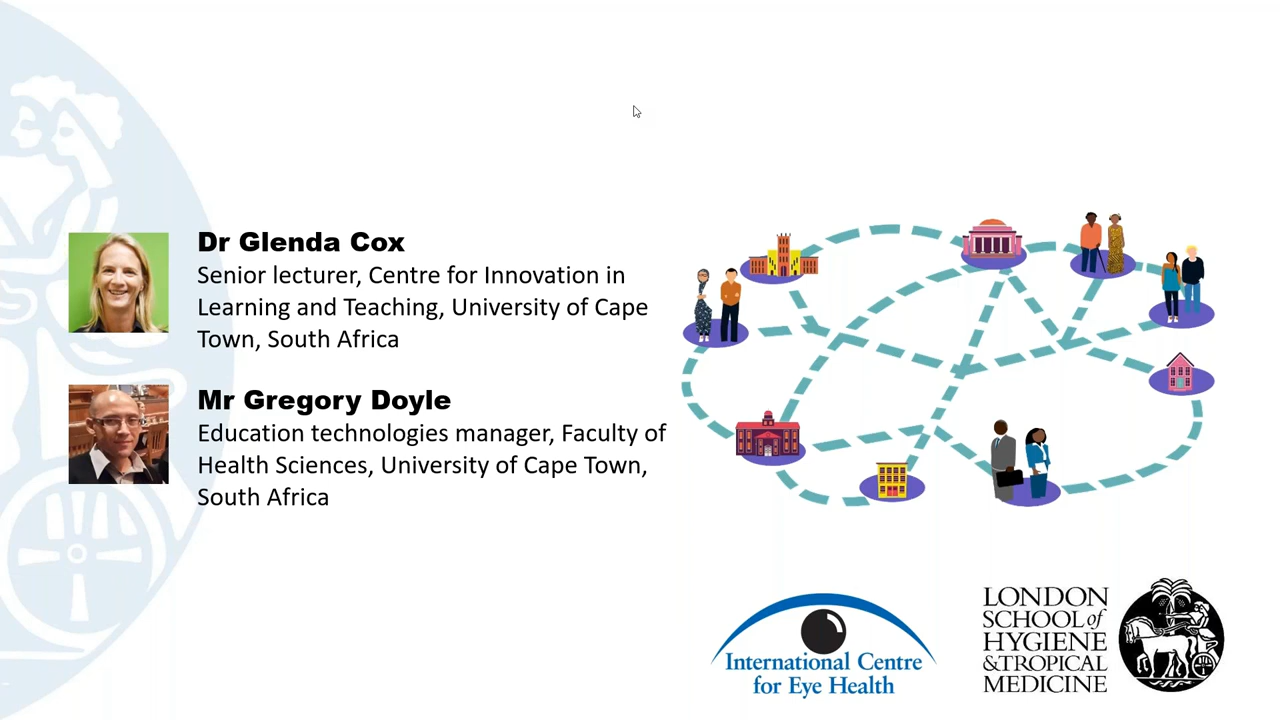 Dr Glenda Cox
Senior lecturer, Centre for Innovation in
Learning and Teaching, University of Cape
Town, South Africa
Mr Gregory Doyle
Education technologies manager, Faculty of
Health Sciences, University of Cape Town,
South Africa
International Centre
for Eye Health
LONDON
SCHOOL of
HYGIENE
&TROPICAL
MEDICINE